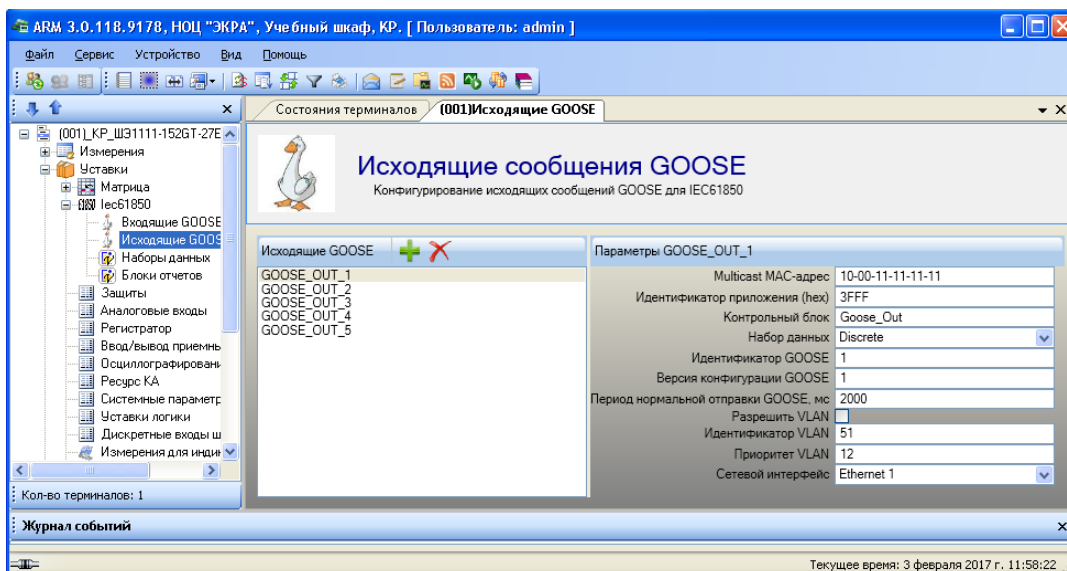 ARM 3.0.118.9178, НОЦ "ЭКРА", Учебный шкаф, КР. [ Пользователь: admin ]
Файл Сервис Устройство Вид Помощь
Состояния терминалов (001)Исходящие GOOSE
(001)_КР_ШЭ1111-152GT-27E
Измерения
Уставки
Матрица
Iec61850
Входящие GOOSE
Исходящие GOOS
Наборы данных
Блоки отчетов
Защиты
Аналоговые входы
Регистратор
Ввод/вывод приемнь
Осциллографировани
Ресурс КА
Системные параметр
Уставки логики
Дискретные входы ш
Измерения для индик
Кол-во терминалов: 1
Исходящие сообщения GOOSE
Конфигурирование исходящих сообщений GOOSE для IEC61850
Исходящие GOOSE
GOOSE_OUT_1
GOOSE_OUT_2
GOOSE_OUT_3
GOOSE_OUT_4
GOOSE_OUT_5
Параметры GOOSE_OUT_1
Multicast MAC-адрес 10-00-11-11-11-11
Идентификатор приложения (hex) 3FFF
Контрольный блок Goose_Out
Набор данных Discrete
Идентификатор GOOSE 1
Версия конфигурации GOOSE 1
Период нормальной отправки GOOSE, мс 2000
Разрешить VLAN
Идентификатор VLAN 51
Приоритет VLAN 12
Сетевой интерфейс Ethernet 1
Журнал событий
Текущее время: 3 февраля 2017 г. 11:58:22